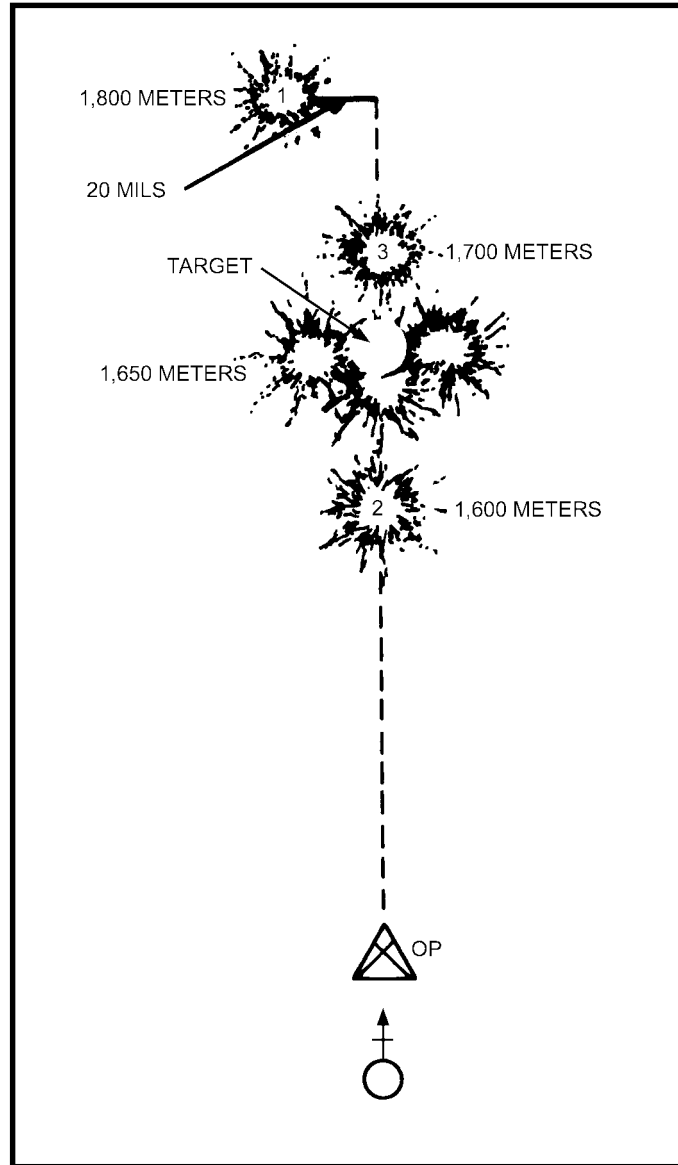 1
1,800 METERS
20 MILS
3
1,700 METERS
TARGET
1,650 METERS
2
1,600 METERS
OP